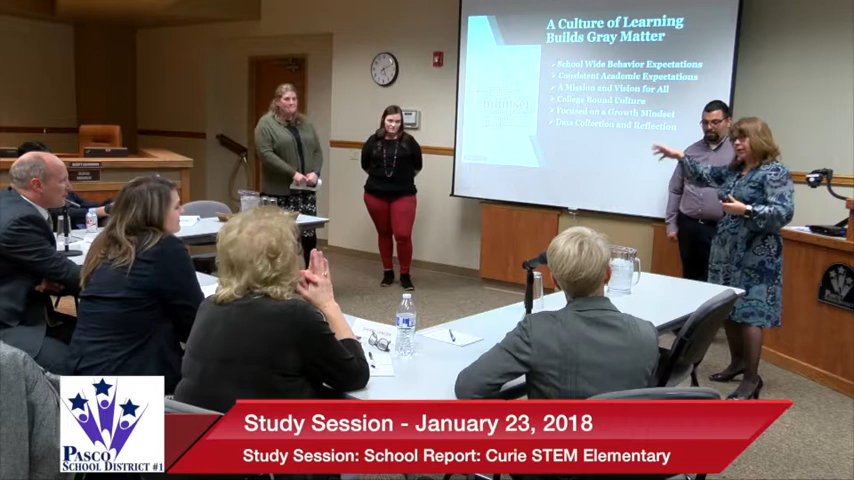 A Culture of Learning
Builds Gray Matter
School Wide Behavior Expectations
Consistent Academic Expectations
A Mission and Vision for All
College Bound Culture
Focused on a Growth Mindset
Data Collection and Reflection
mindset
Study Session - January 23, 2018
Study Session: School Report: Curie STEM Elementary
Pasco
School District #1